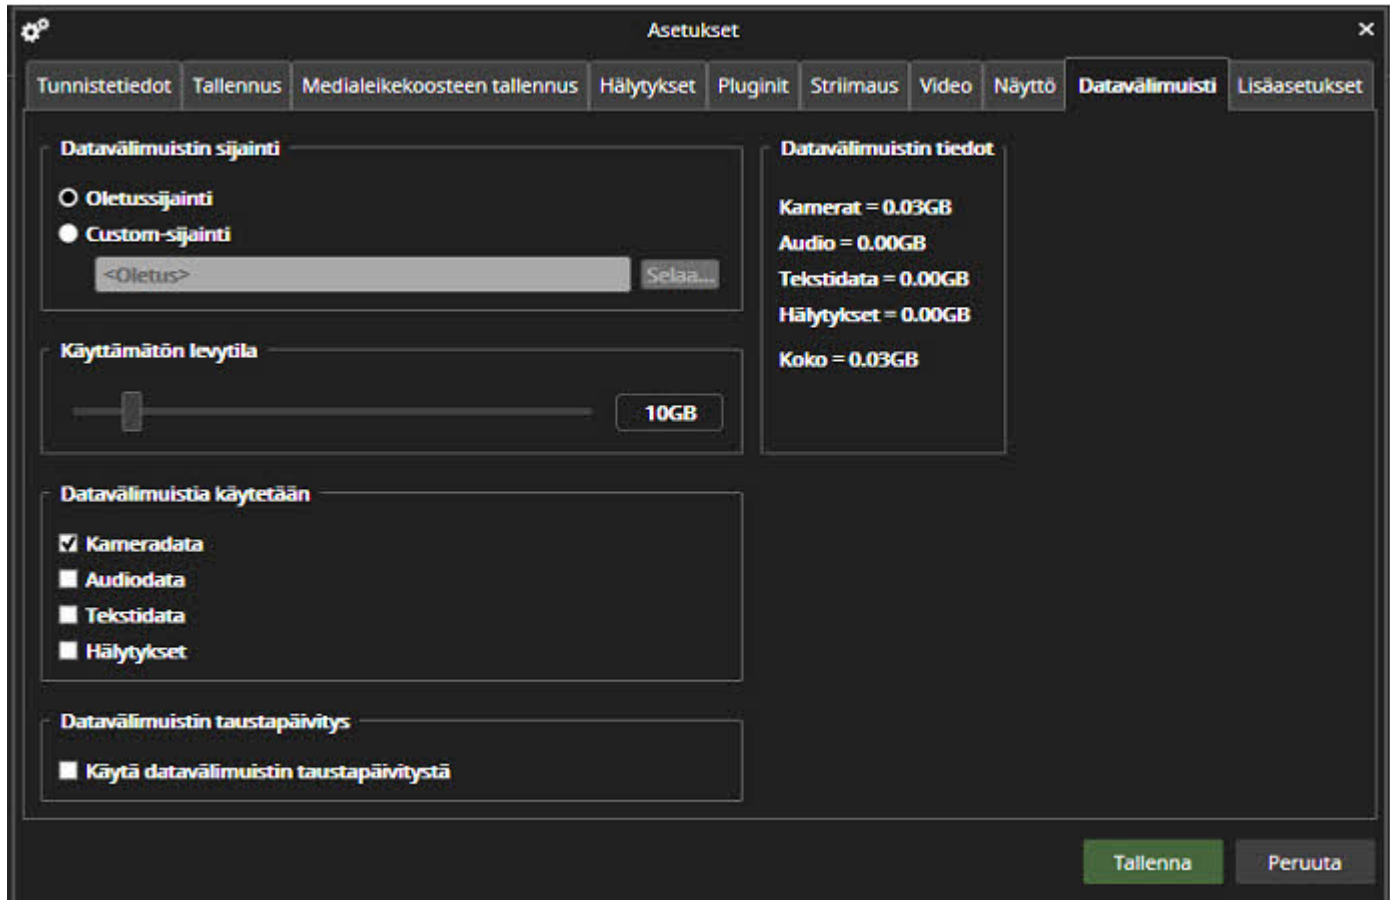 Asetukset
Tunnistetiedot Tallennus Medialeikekoosteen tallennus Hälytykset Pluginit Striimaus Video Näyttö Datavälimuisti Lisäasetukset
Datavälimuistin sijainti
Oletussijainti
Custom-sijainti
<Oletus> Selaa...
Käyttämätön levytila
10GB
Datavälimuistia käytetään
Kameradata
Audiodata
Tekstidata
Hälytykset
Datavälimuistin taustapäivitys
Käytä datavälimuistin taustapäivitystä
Datavälimuistin tiedot
Kamerat = 0.03GB
Audio = 0.00GB
Tekstidata = 0.00GB
Hälytykset = 0.00GB
Koko = 0.03GB
Tallenna Peruuta